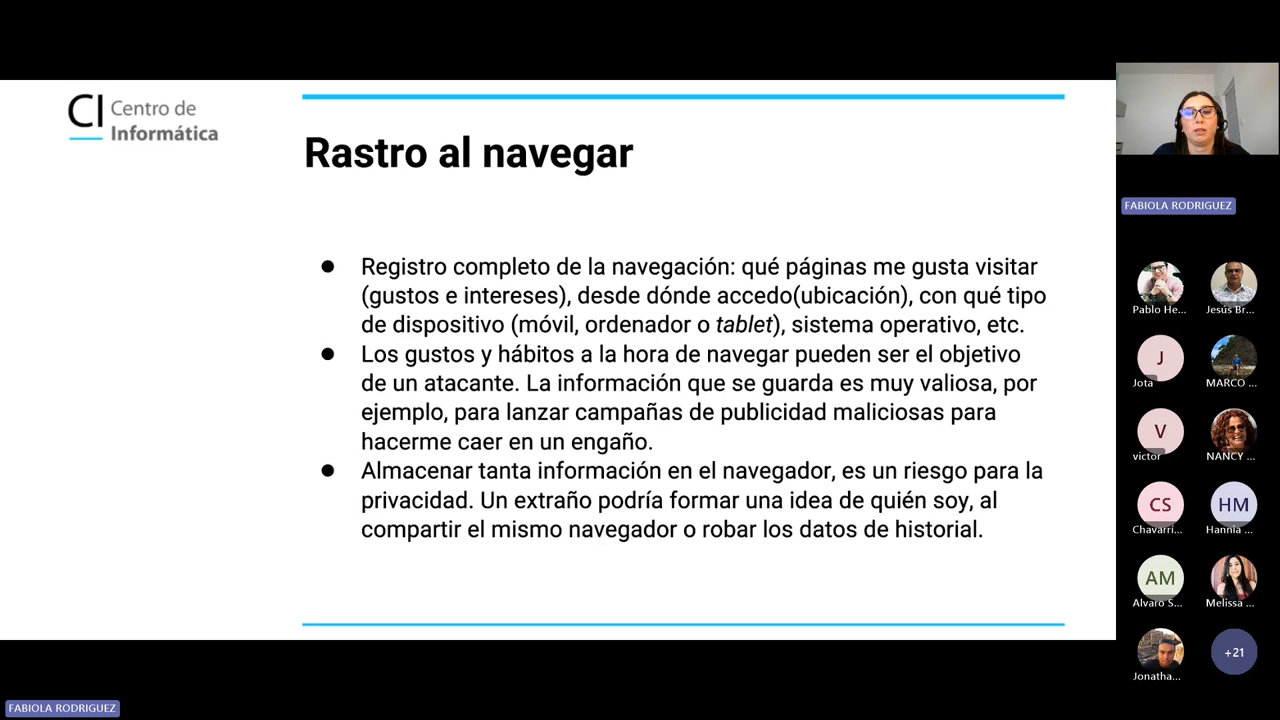 CI Centro de
Informática
Rastro al navegar
● Registro completo de la navegación: qué páginas me gusta visitar
(gustos e intereses), desde dónde accedo(ubicación), con qué tipo
de dispositivo (móvil, ordenador o tablet), sistema operativo, etc.
● Los gustos y hábitos a la hora de navegar pueden ser el objetivo
de un atacante. La información que se guarda es muy valiosa, por
ejemplo, para lanzar campañas de publicidad maliciosas para
hacerme caer en un engaño.
● Almacenar tanta información en el navegador, es un riesgo para la
privacidad. Un extraño podría formar una idea de quién soy, al
compartir el mismo navegador o robar los datos de historial.
FABIOLA RODRIGUEZ
Pablo He... Jesús Br...
J
Jota MARCO ...
V
victor NANCY ...
CS HM
Chavarrí... Hannia ...
AM
Alvaro S... Melissa ...
+21
Jonatha...
FABIOLA RODRIGUEZ